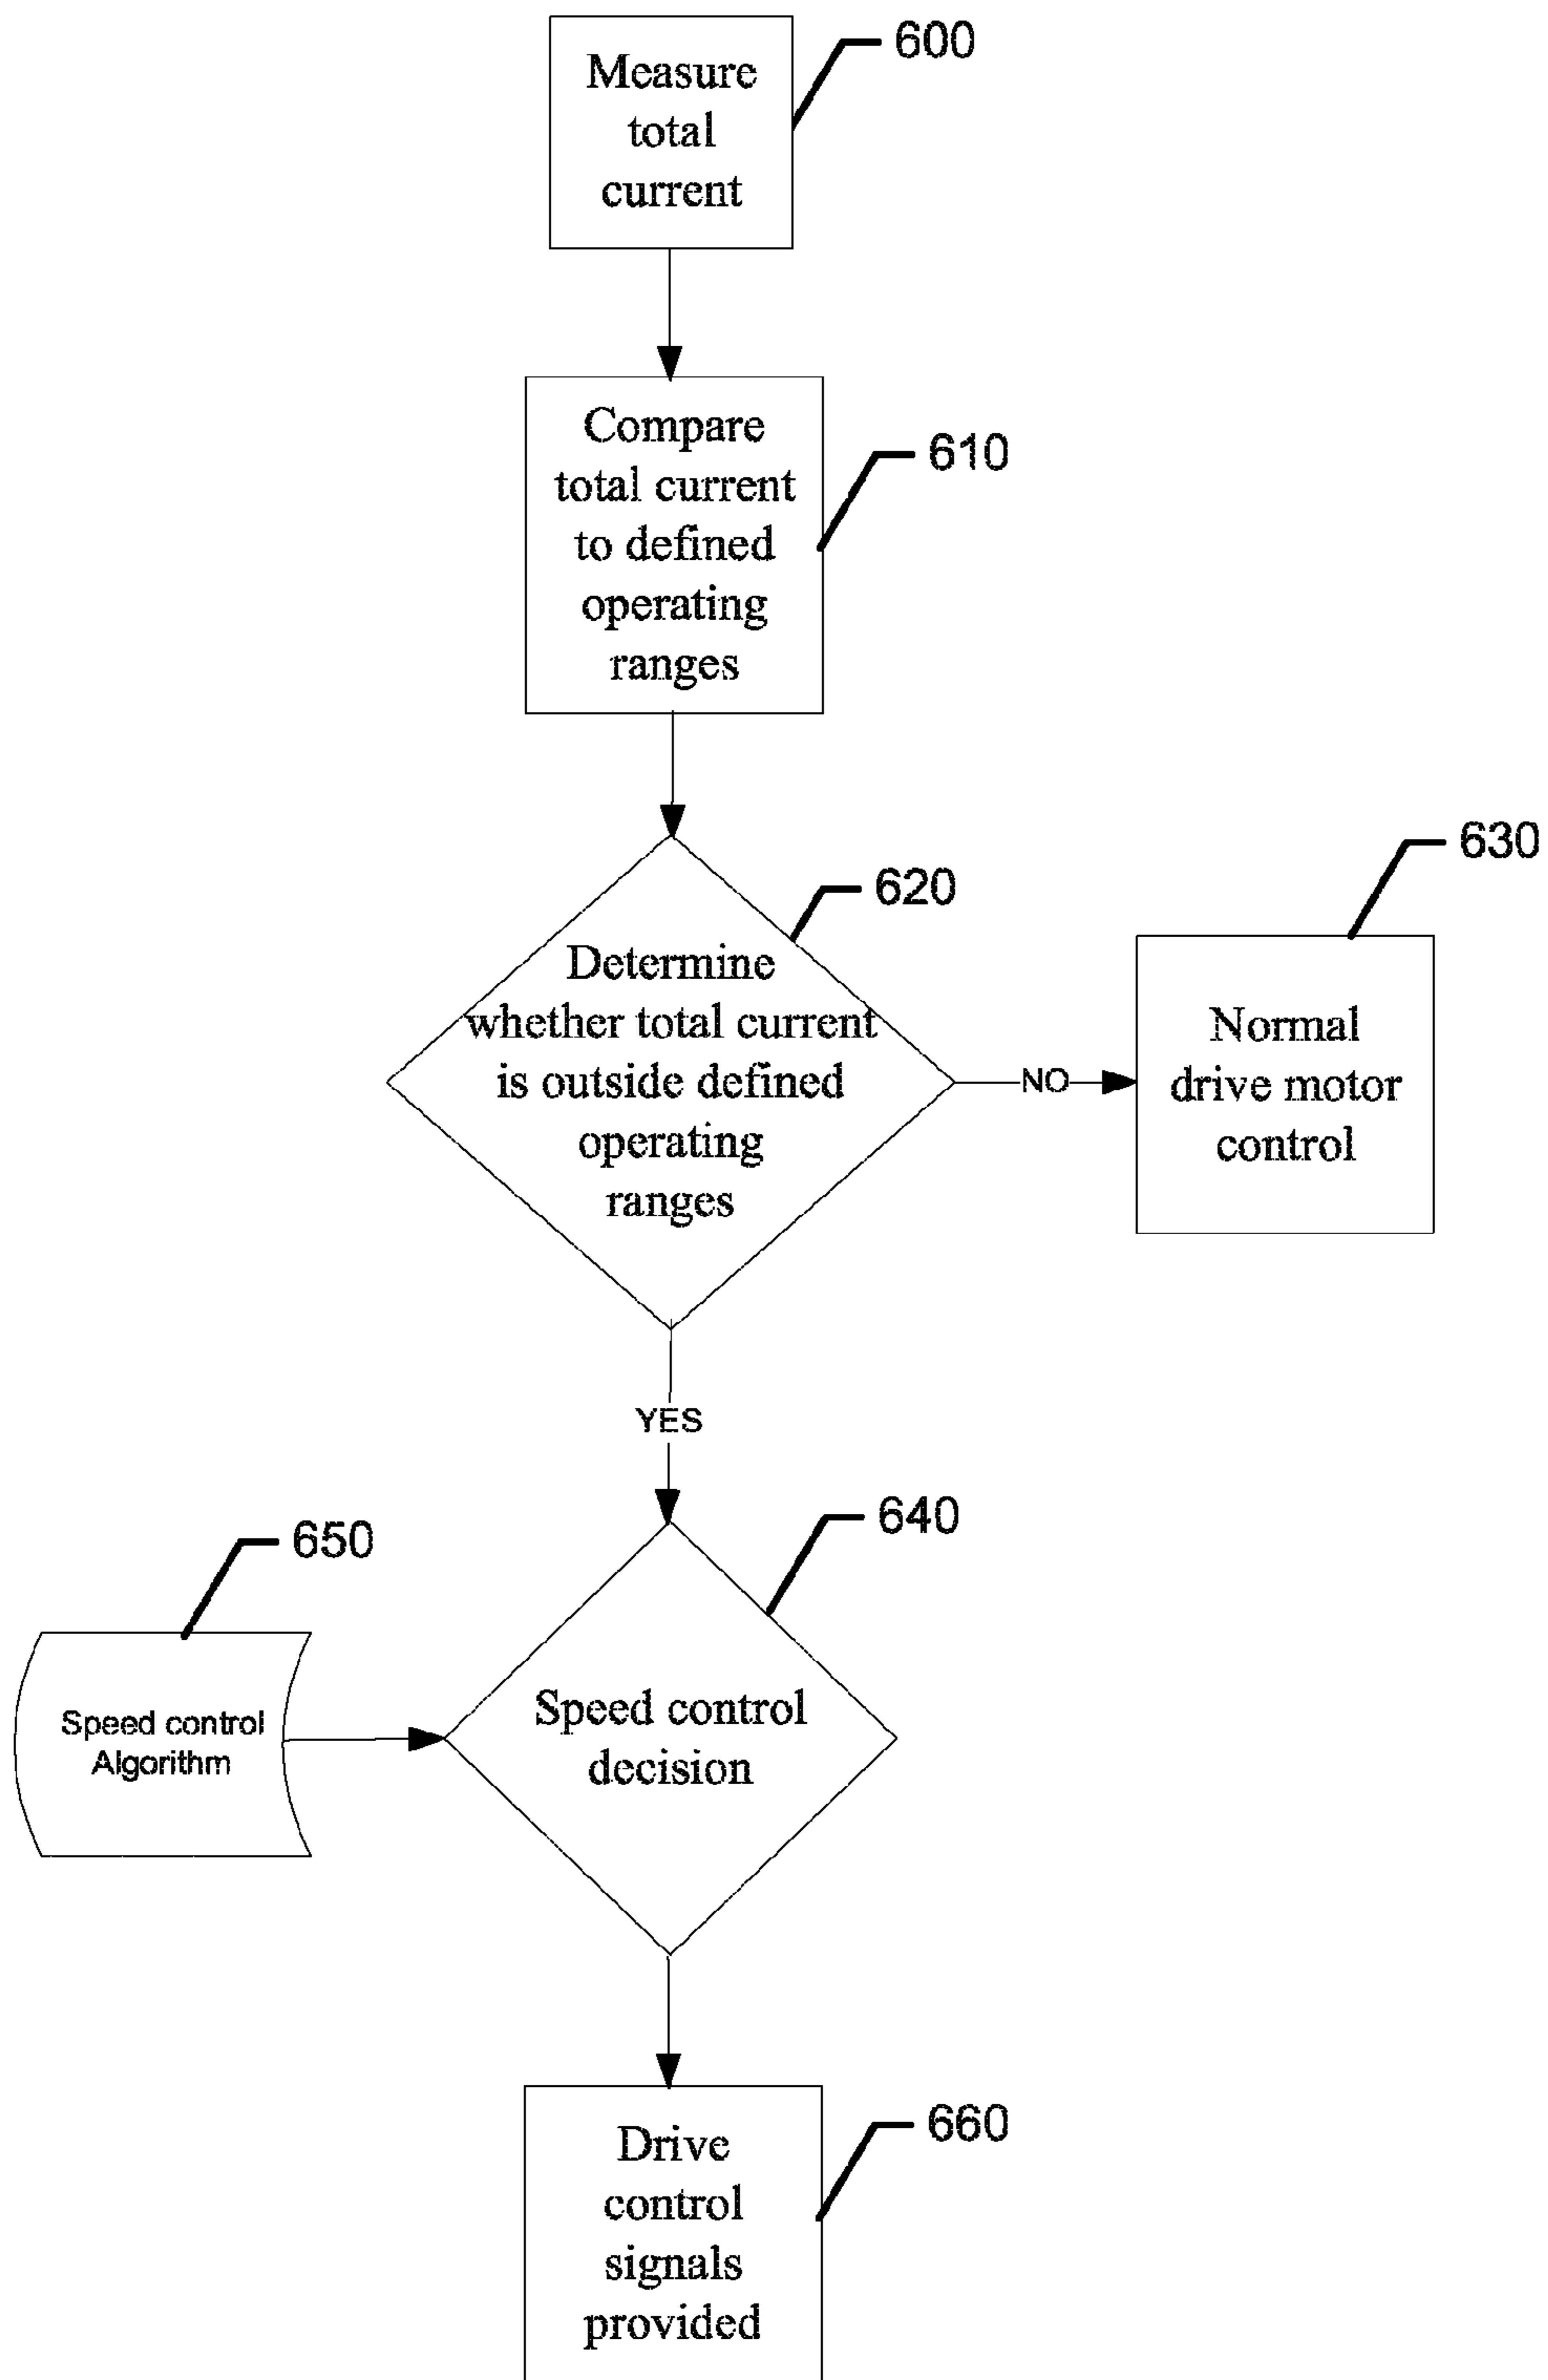 600
Measure
total
current
610
Compare
total current
to defined
operating
ranges
620
Determine
whether total current
is outside defined
operating
ranges
NO
630
Normal
drive motor
control
YES
640
Speed control
decision
650
Speed control
Algorithm
660
Drive
control
signals
provided